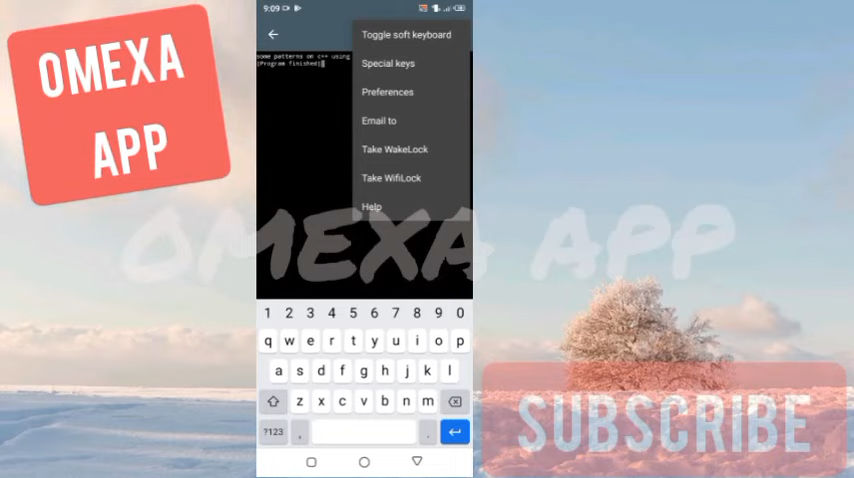 OMEXA
APP
9:09
Toggle soft keyboard
some patterns on c++ using
[Program finished]
Special keys
Preferences
Email to
Take WakeLock
Take WifiLock
Help
OMEXA APP
1 2 3 4 5 6 7 8 9 0
q w e r t y u i o p
a s d f g h j k l
z x c v b n m
?123 , .
SUBSCRIBE